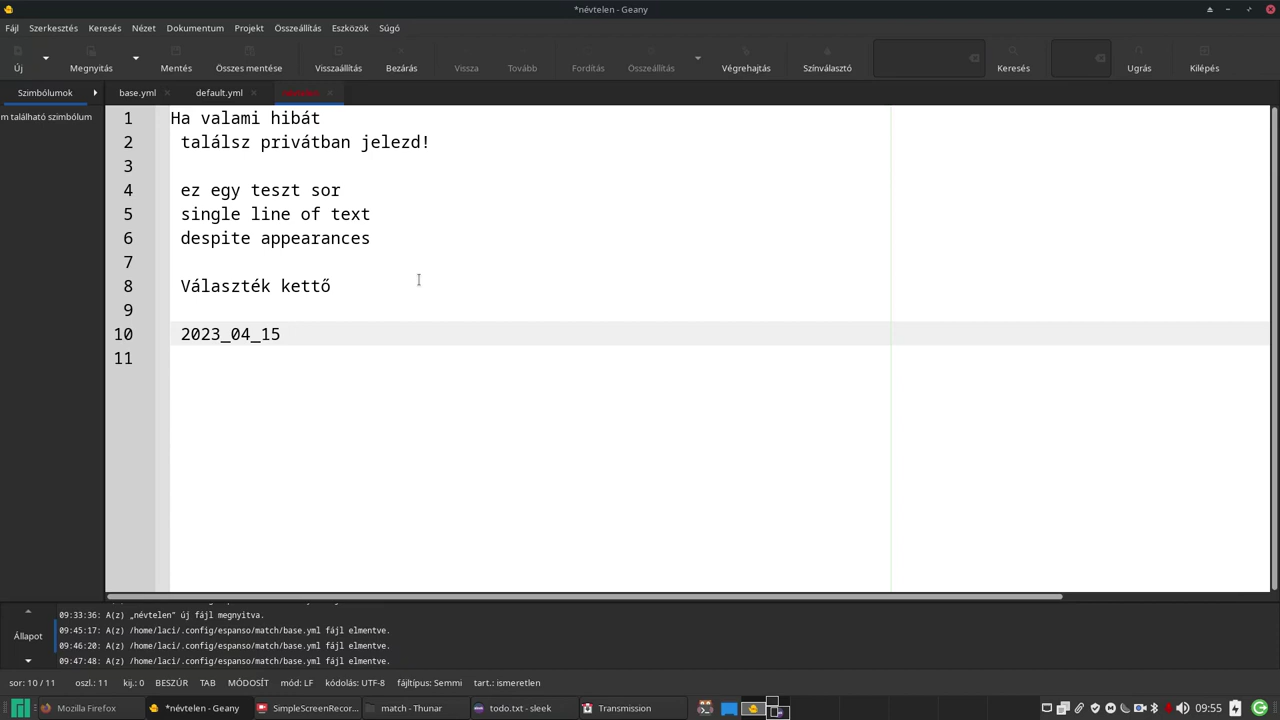 *névtelen - Geany
Fájl Szerkesztés Keresés Nézet Dokumentum Projekt Összeállítás Eszközök Súgó
Új Megnyitás Mentés Összes mentése Visszaállítás Bezárás Vissza Tovább Fordítás Összeállítás Végrehajtás Színválasztó Keresés Ugrás Kilépés
Szimbólumok base.yml default.yml névtelen
m található szimbólum
1 Ha valami hibát
2 találsz privátban jelezd!
3
4 ez egy teszt sor
5 single line of text
6 despite appearances
7
8 Választék kettő
9
10 2023_04_15
11
Állapot
09:33:36: A(z) „névtelen” új fájl megnyitva.
09:45:17: A(z) /home/laci/.config/espanso/match/base.yml fájl elmentve.
09:46:20: A(z) /home/laci/.config/espanso/match/base.yml fájl elmentve.
09:47:48: A(z) /home/laci/.config/espanso/match/base.yml fájl elmentve.
sor: 10 / 11 oszl.: 11 kij.: 0 BESZÚR TAB MÓDOSÍT mód: LF kódolás: UTF-8 fájltípus: Semmi tart.: ismeretlen
Mozilla Firefox *névtelen - Geany SimpleScreenRecor... match - Thunar todo.txt - sleek Transmission 09:55